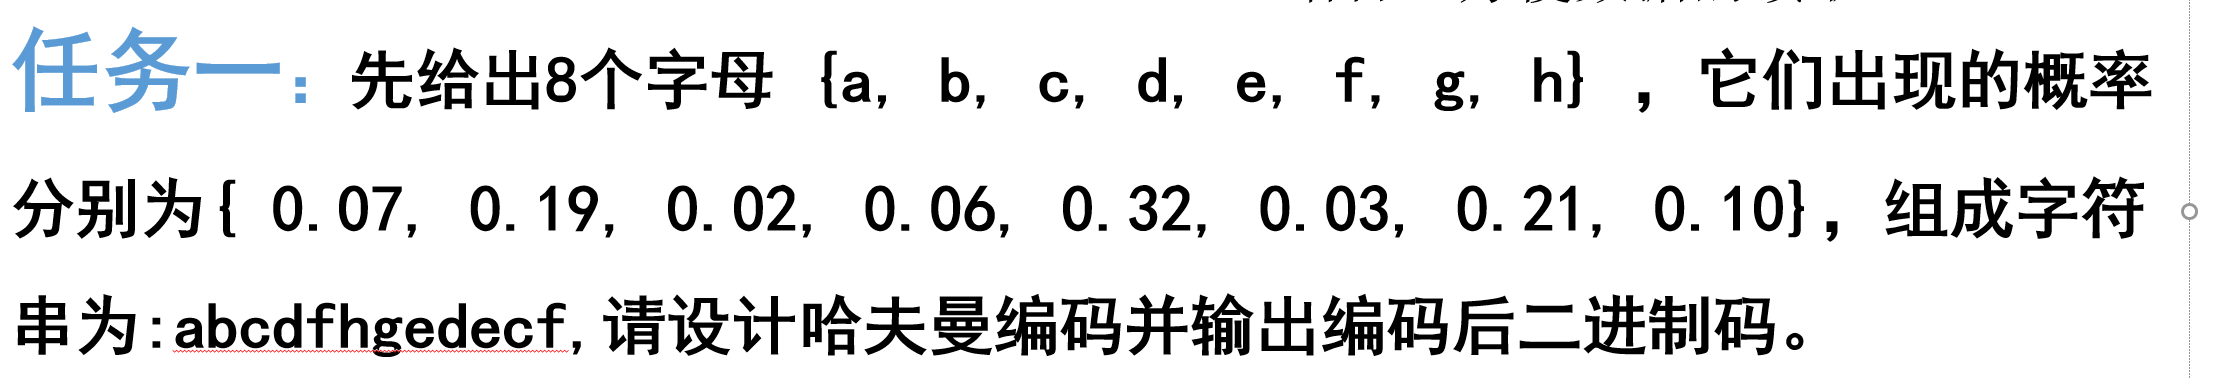 任务一：先给出8个字母 {a, b, c, d, e, f, g, h} ，它们出现的概率
分别为{ 0.07, 0.19, 0.02, 0.06, 0.32, 0.03, 0.21, 0.10}，组成字符
串为:abcdfhgedecf,请设计哈夫曼编码并输出编码后二进制码。